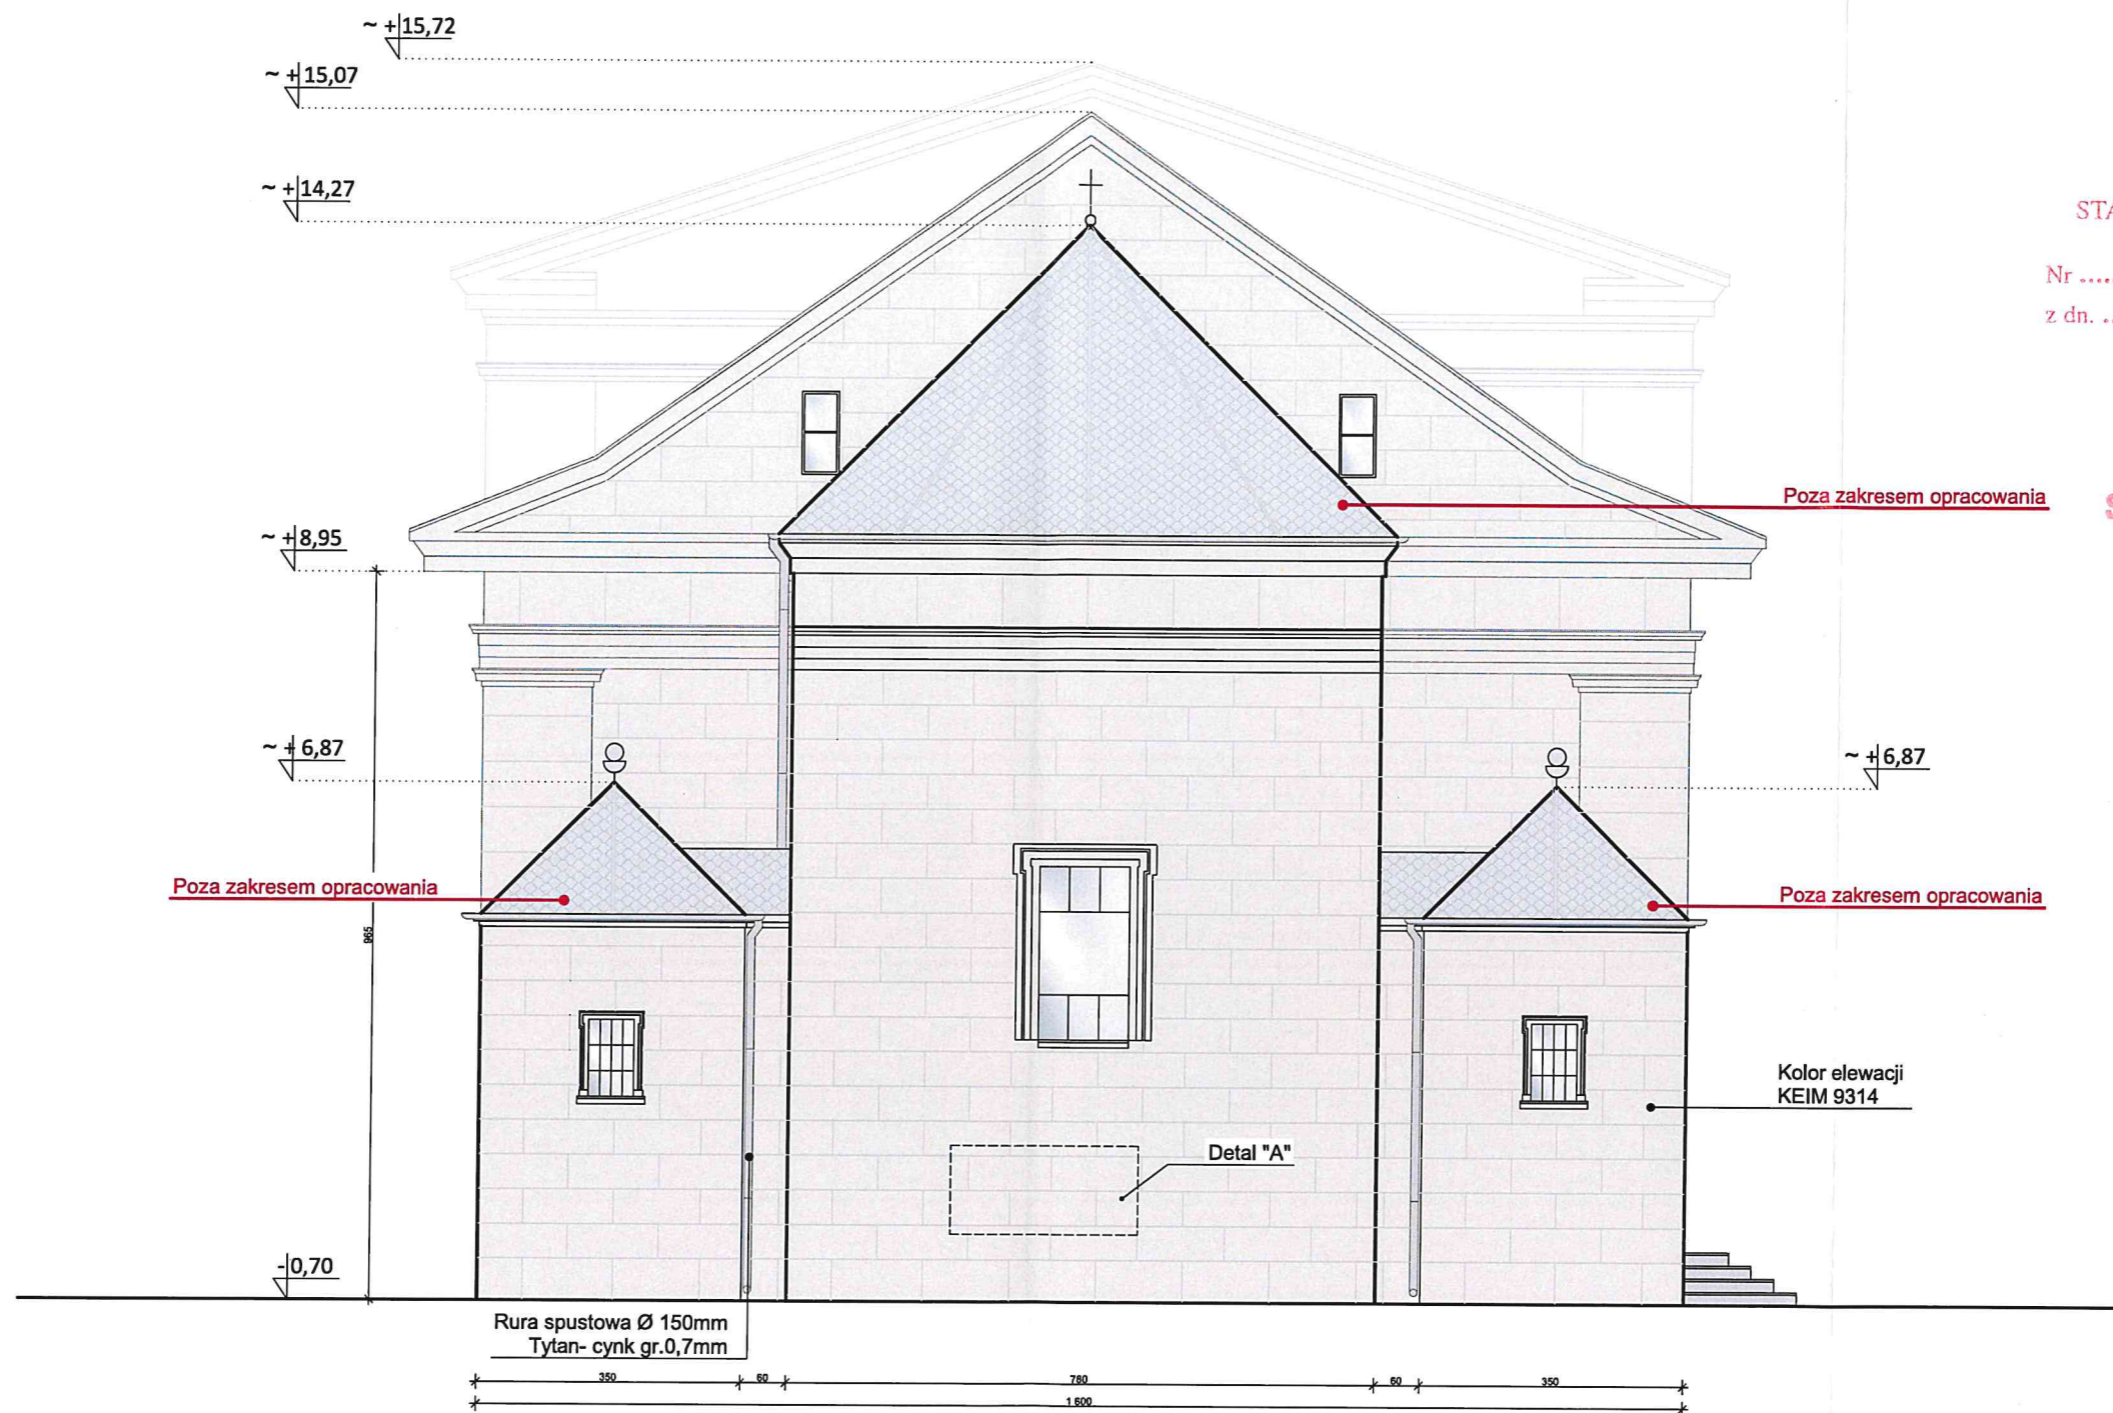 ~ +15,72
~ +15,07
~ +14,27
STA
Nr .....
z dn. ..
Poza zakresem opracowania
S
~ +8,95
~ +6,87
~ +6,87
Poza zakresem opracowania
Poza zakresem opracowania
965
Kolor elewacji
KEIM 9314
Detal "A"
-0,70
Rura spustowa Ø 150mm
Tytan- cynk gr.0,7mm
350 60 780 60 350
1 600